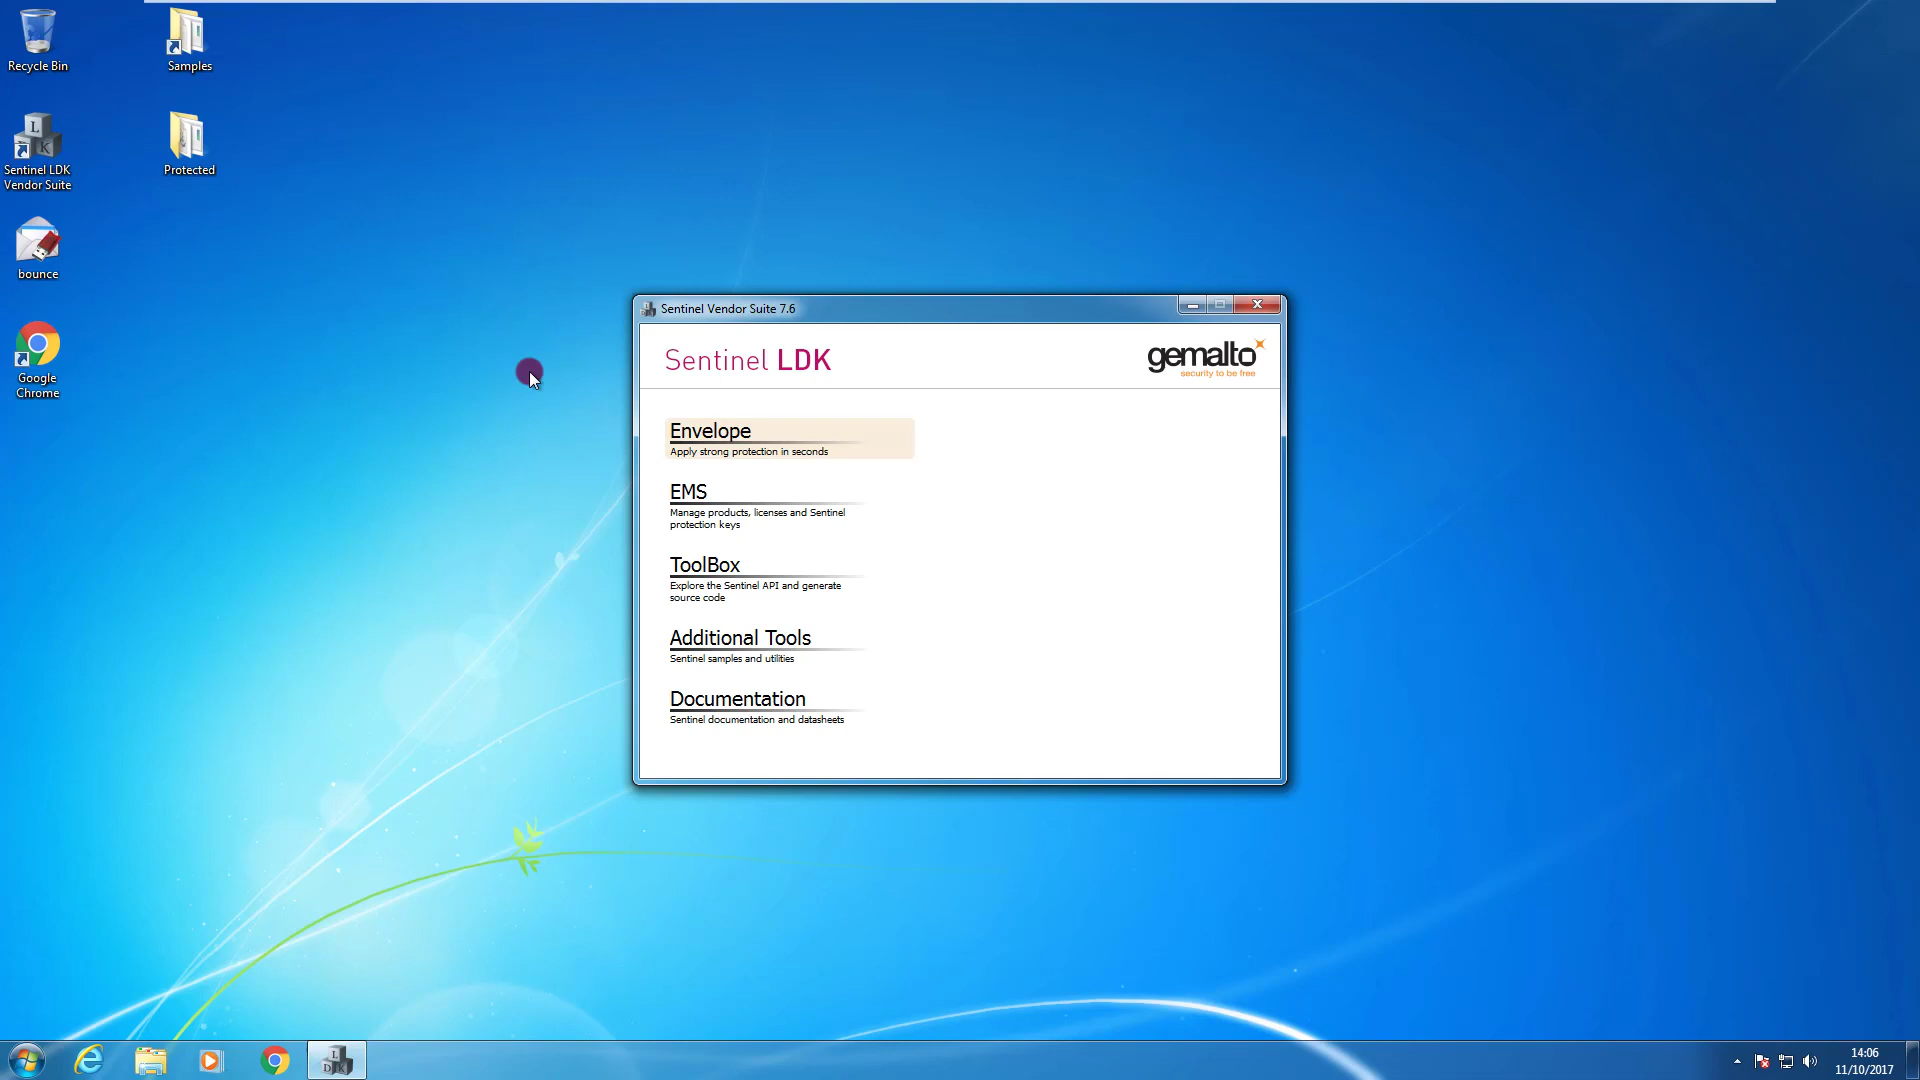 Recycle Bin
Samples
Sentinel LDK
Vendor Suite
Protected
bounce
Google
Chrome
Sentinel Vendor Suite 7.6
Sentinel LDK
gemalto
security to be free
Envelope
Apply strong protection in seconds
EMS
Manage products, licenses and Sentinel
protection keys
ToolBox
Explore the Sentinel API and generate
source code
Additional Tools
Sentinel samples and utilities
Documentation
Sentinel documentation and datasheets
14:06
11/10/2017